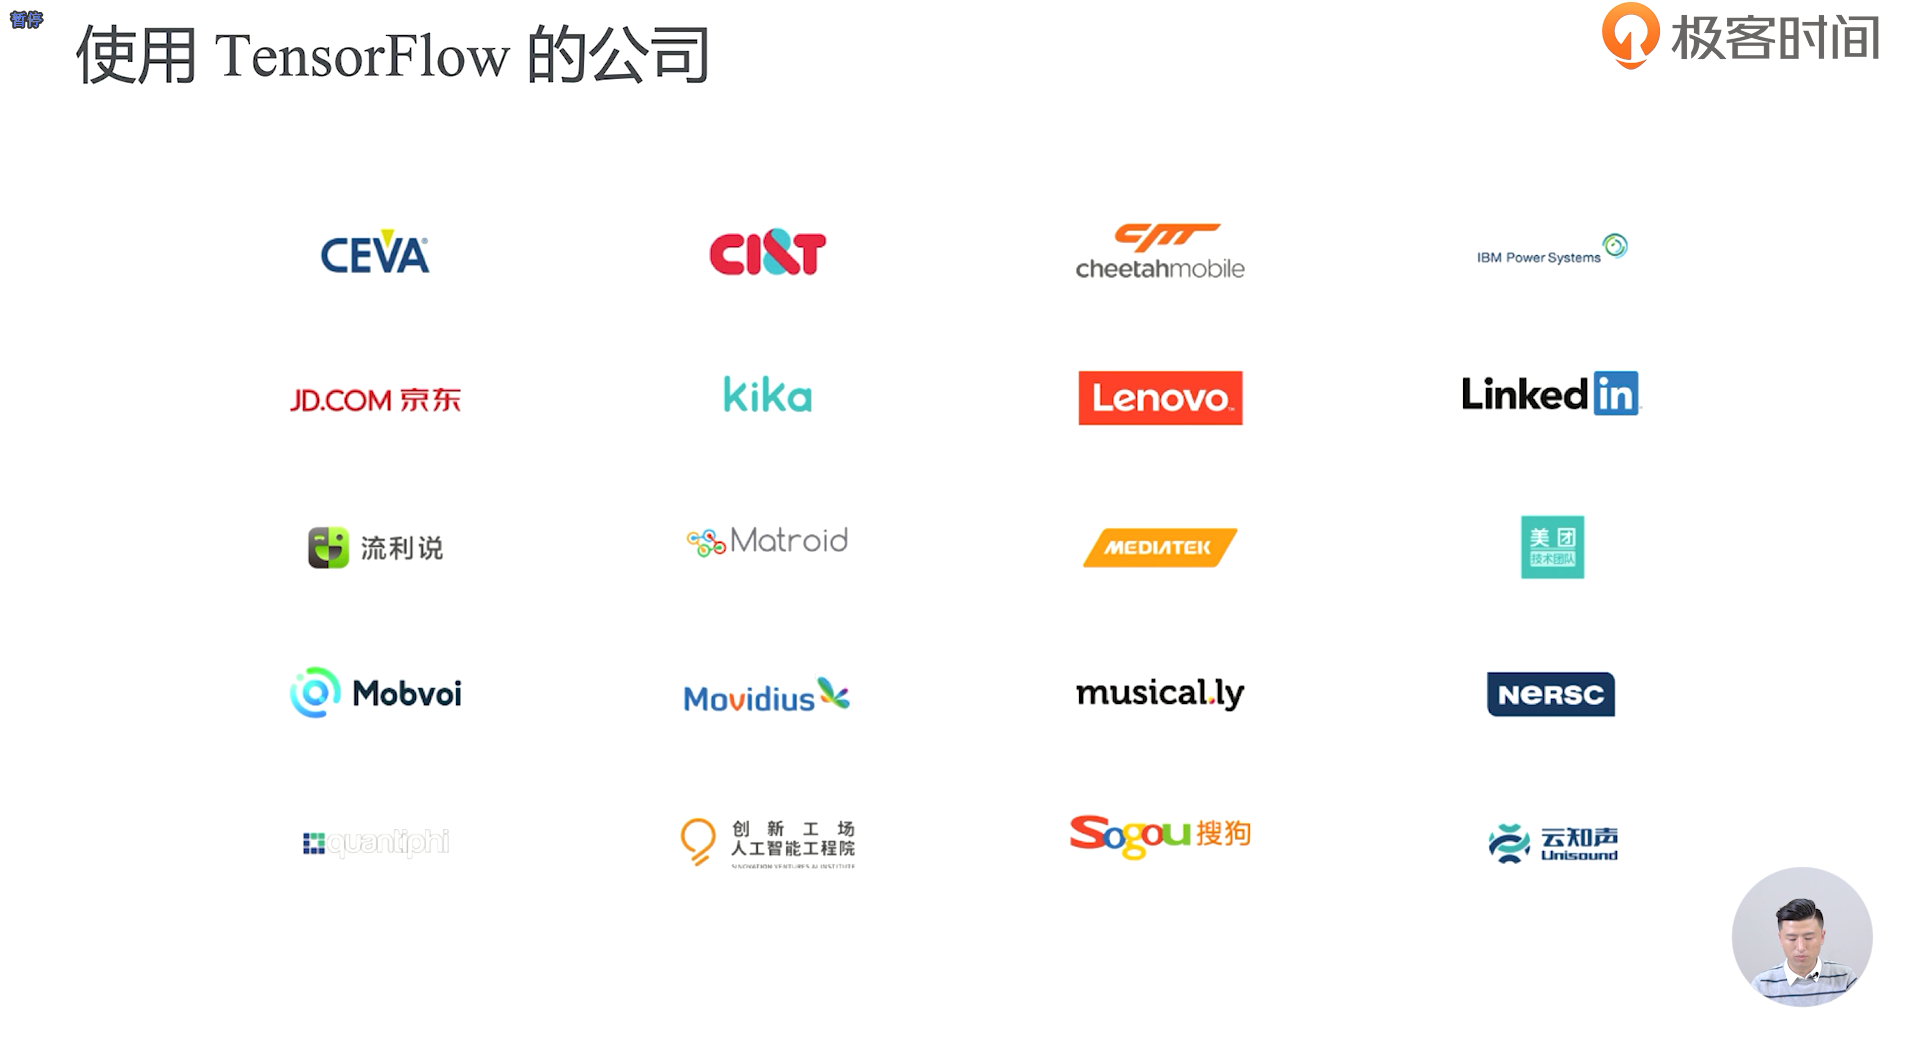 暂停
使用 TensorFlow 的公司
极客时间
CEVA
CI&T
cheetahmobile
IBM Power Systems
JD.COM 京东
kika
Lenovo
Linked in
流利说
Matroid
MEDIATEK
美团
技术团队
Mobvoi
Movidius
musical.ly
NERSC
quantiphi
创新工场
人工智能工程院
SINOVATION VENTURES AI INSTITUTE
Sogou 搜狗
云知声
Unisound